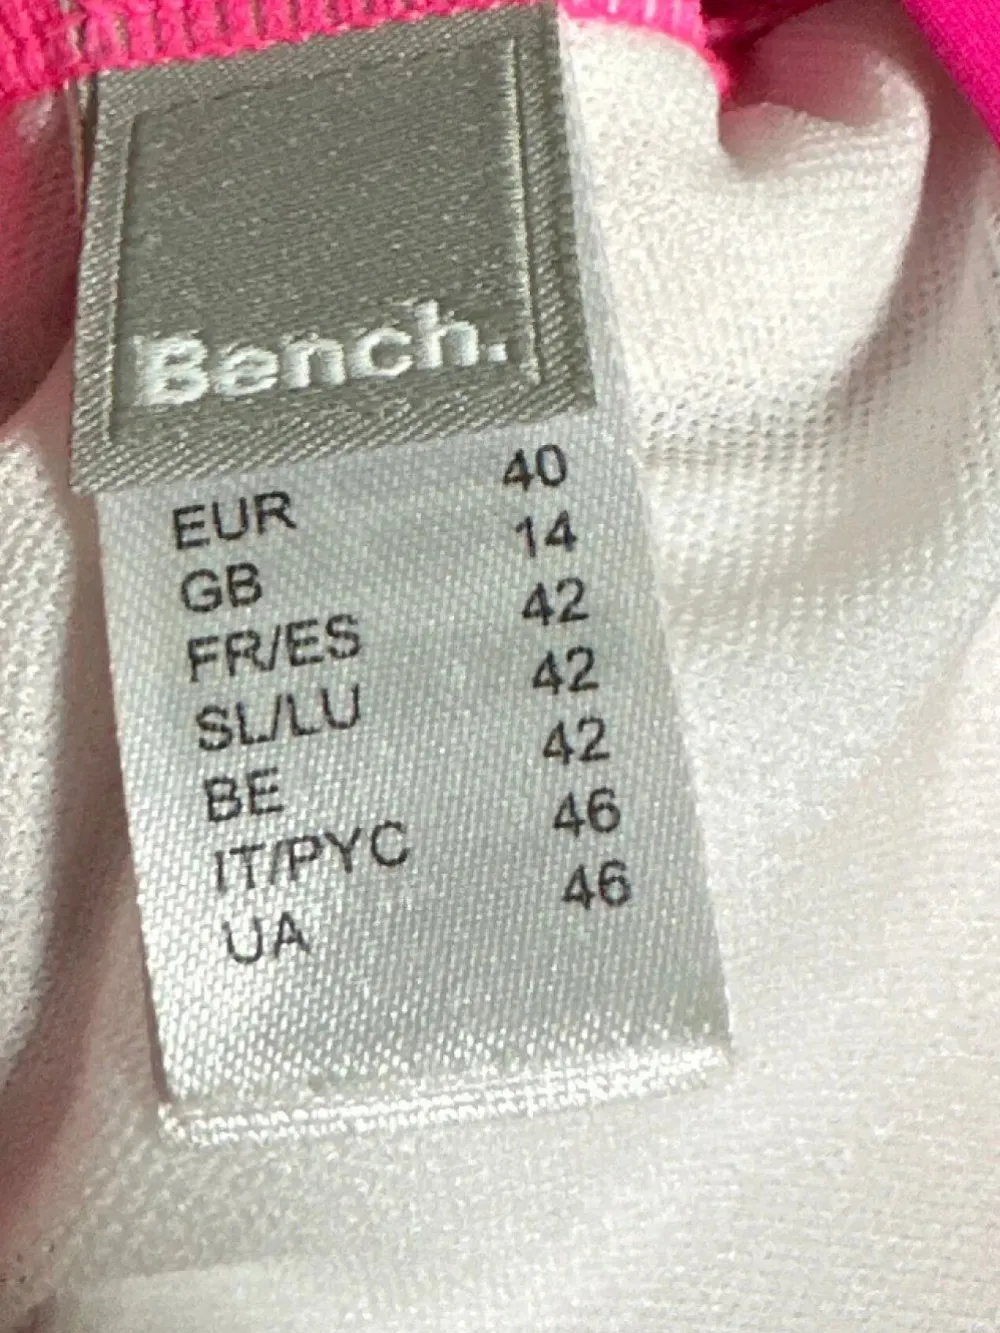 Bench.
EUR 40
GB 14
FR/ES 42
SL/LU 42
BE 42
IT/PYC 46
UA 46